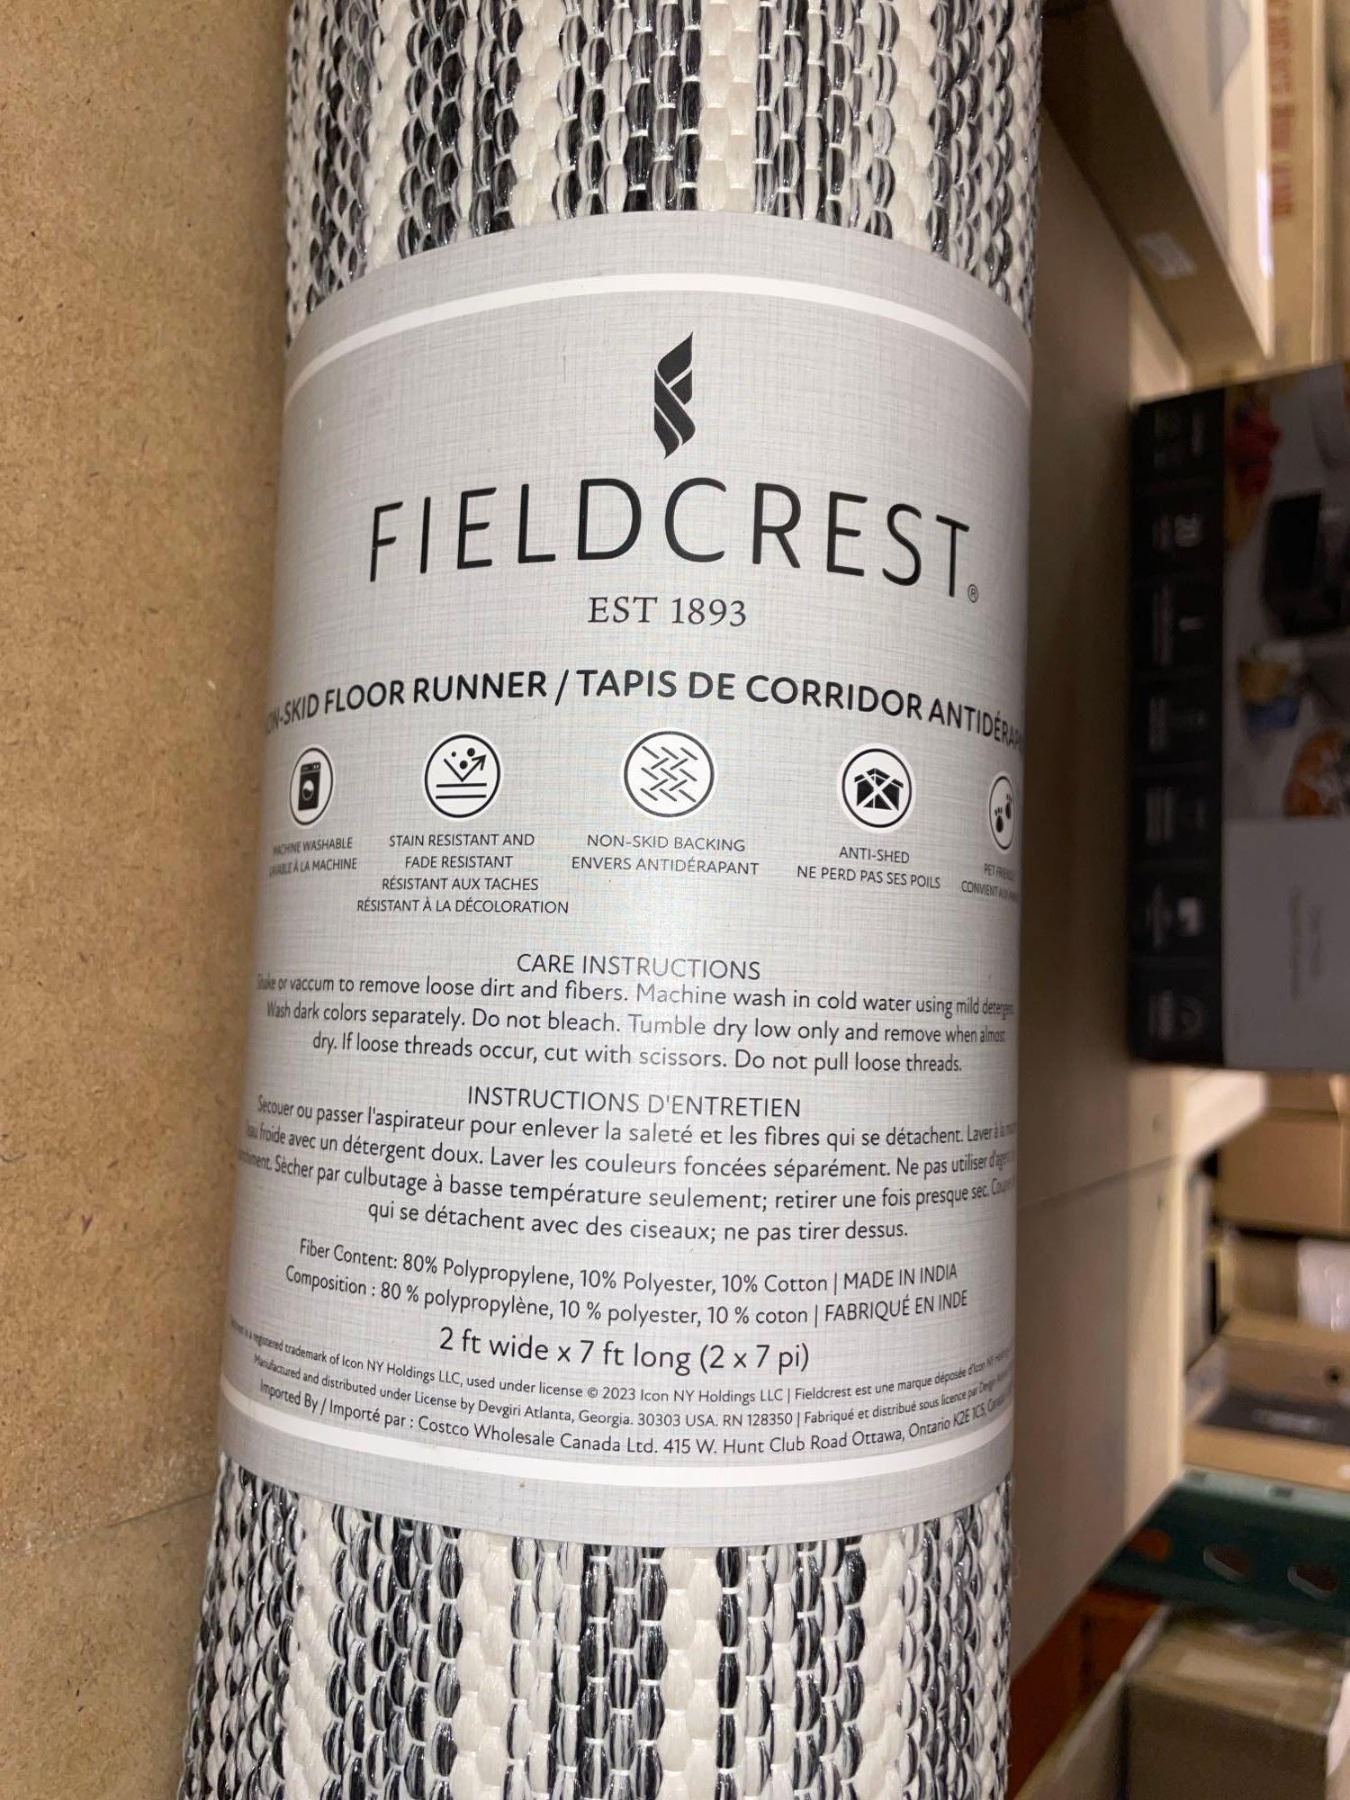 FIELDCREST®
EST 1893
NON-SKID FLOOR RUNNER / TAPIS DE CORRIDOR
MACHINE WASHABLE
LAVABLE À LA MACHINE
STAIN RESISTANT AND
FADE RESISTANT
RÉSISTANT AUX TACHES
RÉSISTANT À LA DÉCOLORATION
NON-SKID BACKING
ENVERS ANTIDÉRAPANT
ANTI-SHED
NE PERD PAS SES POILS
PET
CONVIENT AUX
CARE INSTRUCTIONS
Shake or vaccum to remove loose dirt and fibers. Machine wash in cold water using mild
Wash dark colors separately. Do not bleach. Tumble dry low only and remove when almost
dry. If loose threads occur, cut with scissors. Do not pull loose threads.
INSTRUCTIONS D'ENTRETIEN
Secouer ou passer l'aspirateur pour enlever la saleté et les fibres qui se détachent. Laver à la
eau froide avec un détergent doux. Laver les couleurs foncées séparément. Ne pas utiliser
Sécher par culbutage à basse température seulement; retirer une fois presque sec.
qui se détachent avec des ciseaux; ne pas tirer dessus.
Fiber Content: 80% Polypropylene, 10% Polyester, 10% Cotton | MADE IN INDIA
Composition : 80 % polypropylène, 10 % polyester, 10 % coton | FABRIQUÉ EN INDE
2 ft wide x 7 ft long (2 x 7 pi)
is a registered trademark of Icon NY Holdings LLC, used under license © 2023 Icon NY Holdings LLC | Fieldcrest est une marque déposée d'Icon NY
Manufactured and distributed under License by Devgiri Atlanta, Georgia. 30303 USA. RN 128350 | Fabriqué et distribué sous licence par Devgiri
Imported By / Importé par : Costco Wholesale Canada Ltd. 415 W. Hunt Club Road Ottawa, Ontario K2E 1C5,